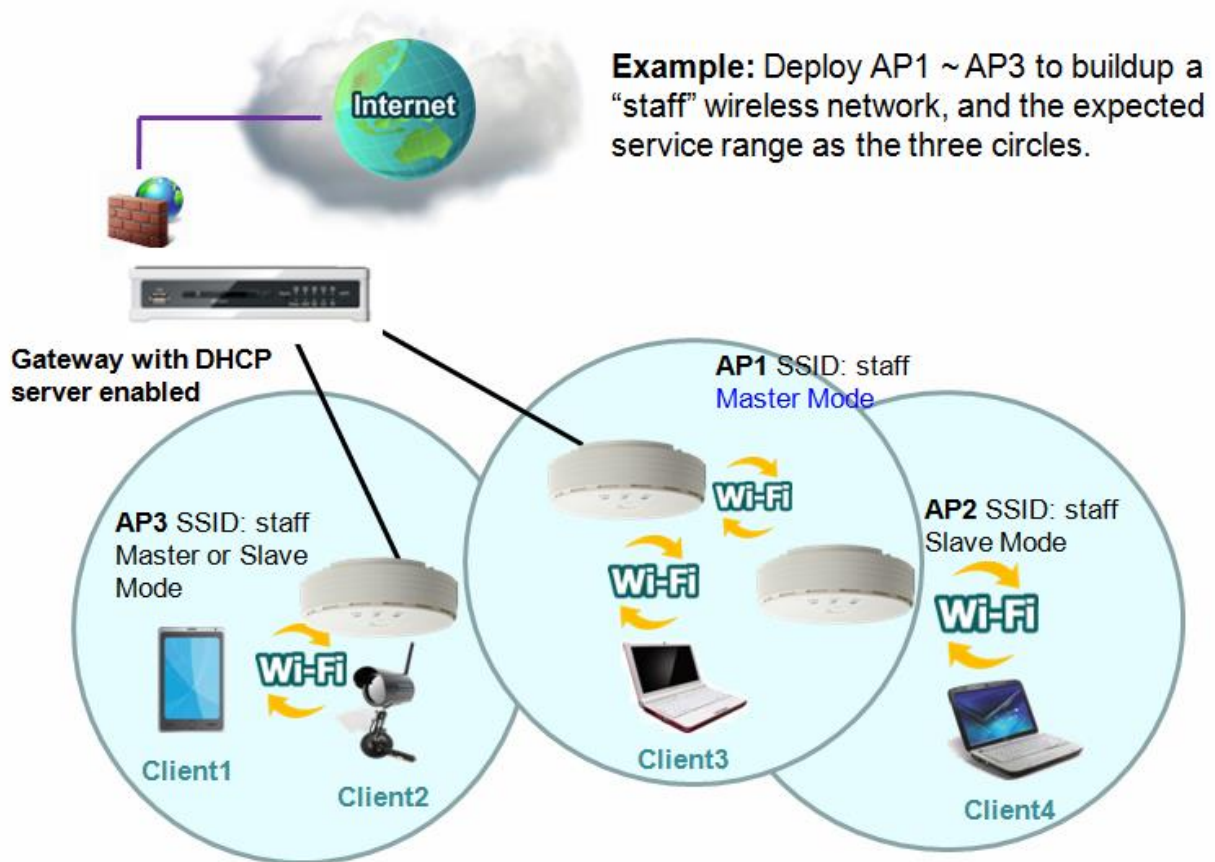 Example: Deploy AP1 ~ AP3 to buildup a
“staff” wireless network, and the expected
service range as the three circles.
Internet
Gateway with DHCP
server enabled
AP1 SSID: staff
Master Mode
AP3 SSID: staff
Master or Slave
Mode
AP2 SSID: staff
Slave Mode
Wi-Fi
Wi-Fi
Wi-Fi
Wi-Fi
Client1
Client2
Client3
Client4